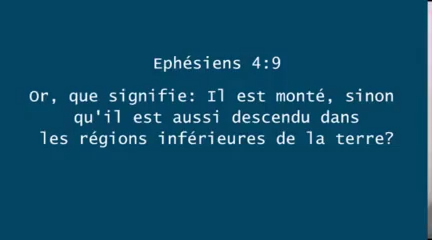 Ephésiens 4:9
Or, que signifie: Il est monté, sinon
qu'il est aussi descendu dans
les régions inférieures de la terre?